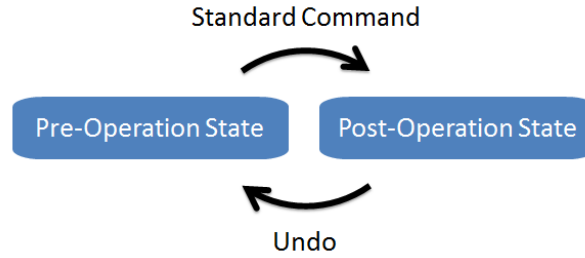 Standard Command
Pre-Operation State
Post-Operation State
Undo